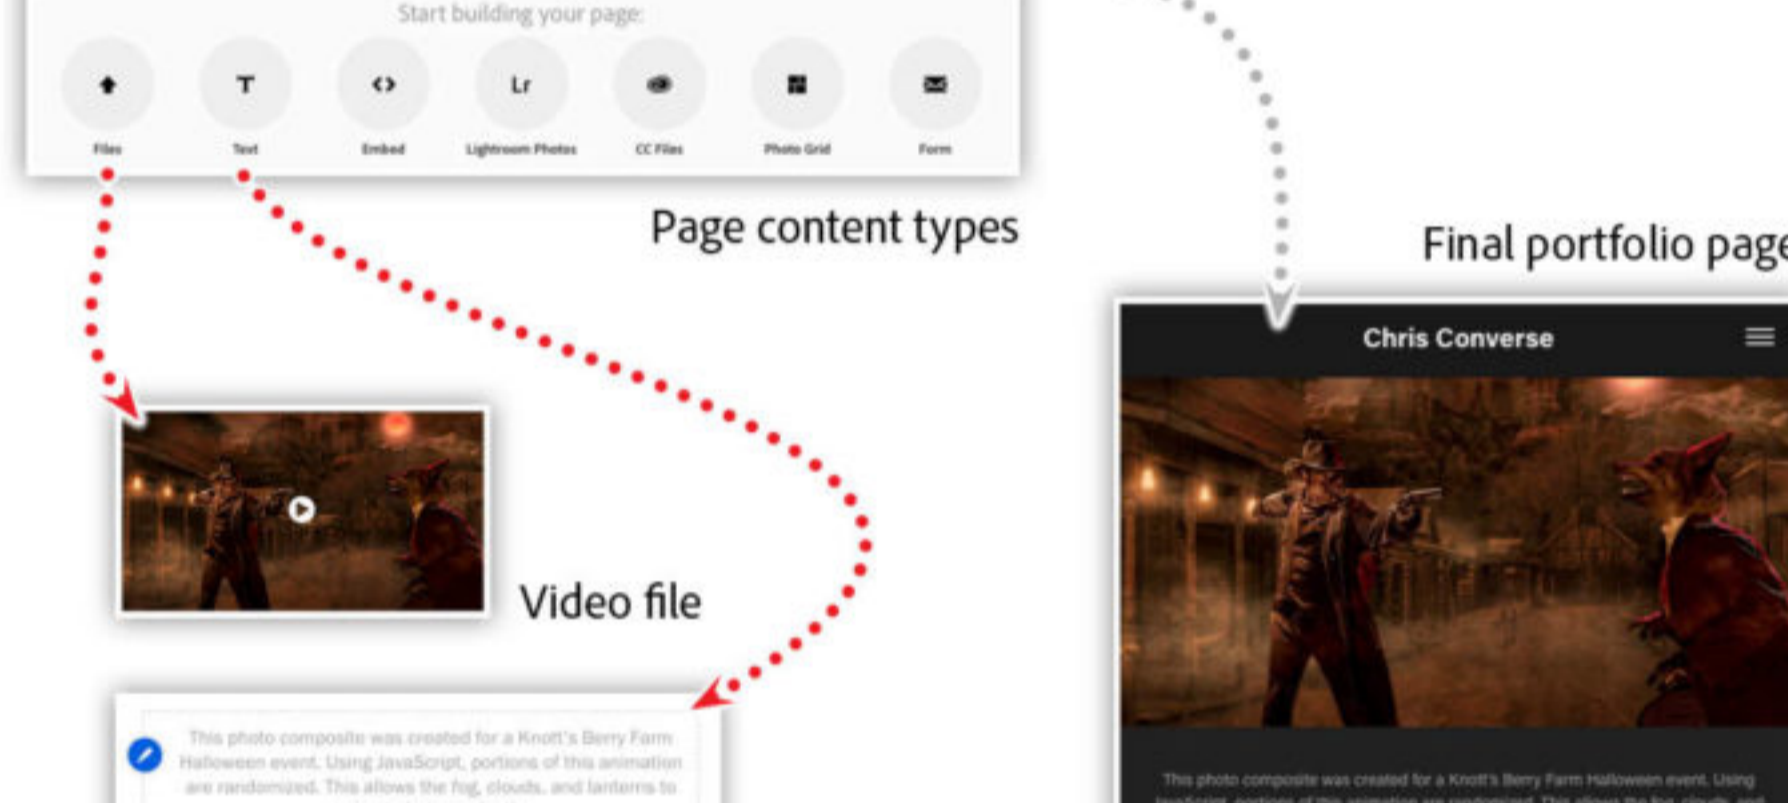 Start building your page:
T
Lr
Files
Text
Embed
Lightroom Photos
CC Files
Photo Grid
Form
Page content types
Final portfolio page
Chris Converse
Video file
This photo composite was created for a Knott's Berry Farm
Halloween event. Using JavaScript, portions of this animation
are randomized. This allows the fog, clouds, and lanterns to
This photo composite was created for a Knott's Berry Farm Halloween event. Using